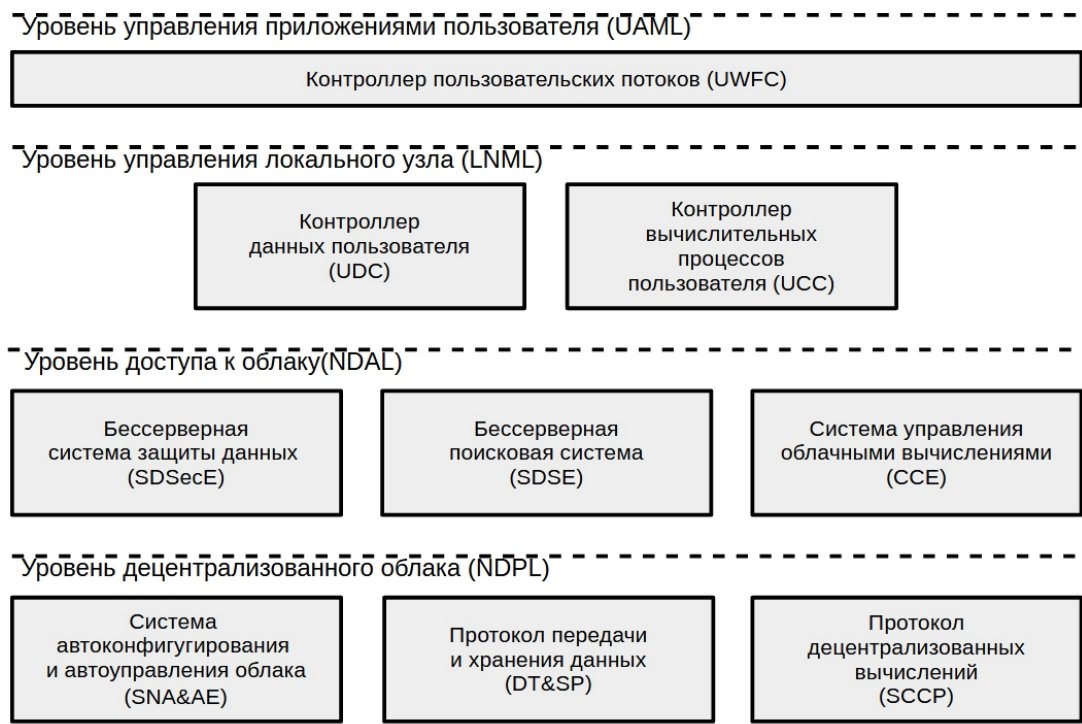 Уровень управления приложениями пользователя (UAML)
Контроллер пользовательских потоков (UWFC)
Уровень управления локального узла (LNML)
Контроллер
данных пользователя
(UDC)
Контроллер
вычислительных
процессов
пользователя (UCC)
Уровень доступа к облаку(NDAL)
Бессерверная
система защиты данных
(SDSecE)
Бессерверная
поисковая система
(SDSE)
Система управления
облачными вычислениями
(CCE)
Уровень децентрализованного облака (NDPL)
Система
автоконфигугирования
и автоуправления облака
(SNA&AE)
Протокол передачи
и хранения данных
(DT&SP)
Протокол
децентрализованных
вычислений
(SCCP)